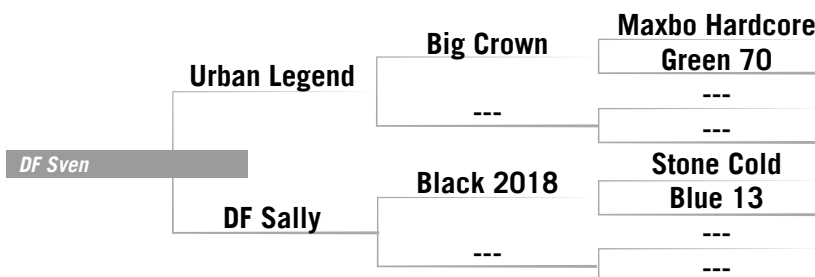 Maxbo Hardcore
Big Crown
Green 70
Urban Legend
---
---
---
DF Sven
Stone Cold
Black 2018
Blue 13
DF Sally
---
---
---